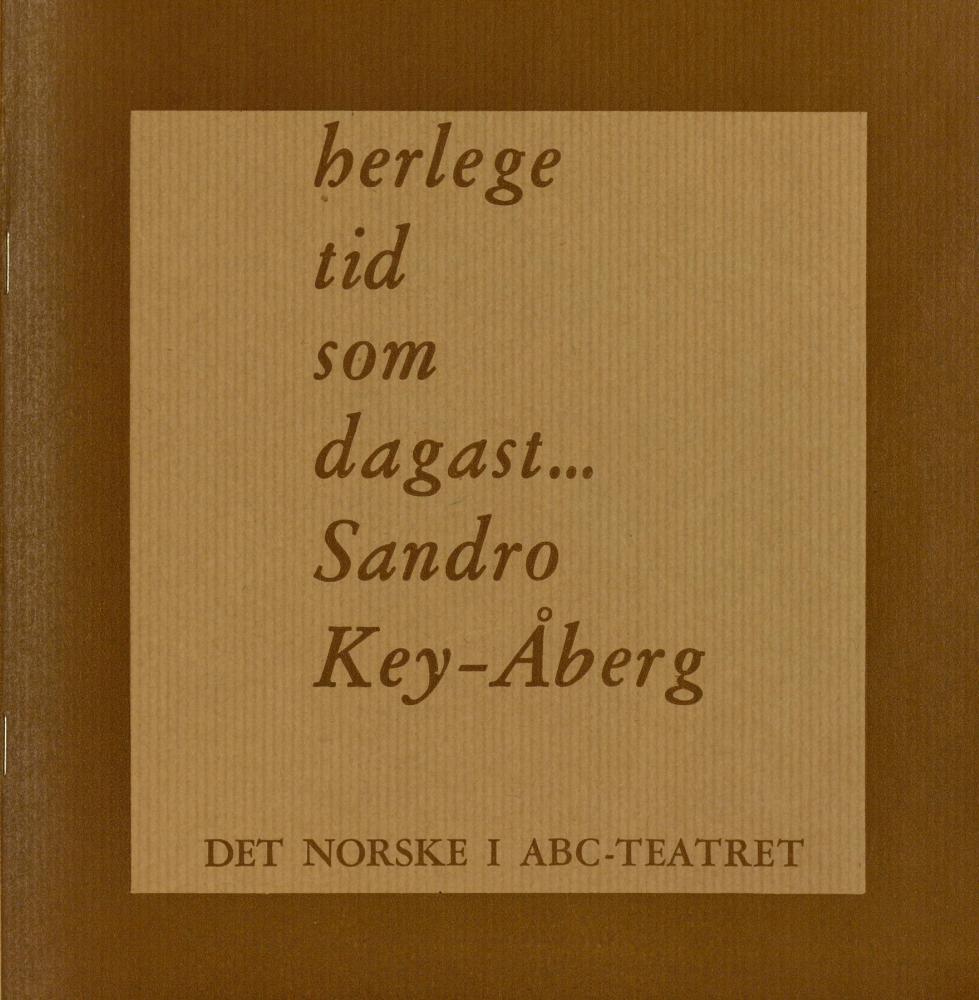 herlege
tid
som
dagast...
Sandro
Key-Åberg
DET NORSKE I ABC-TEATRET